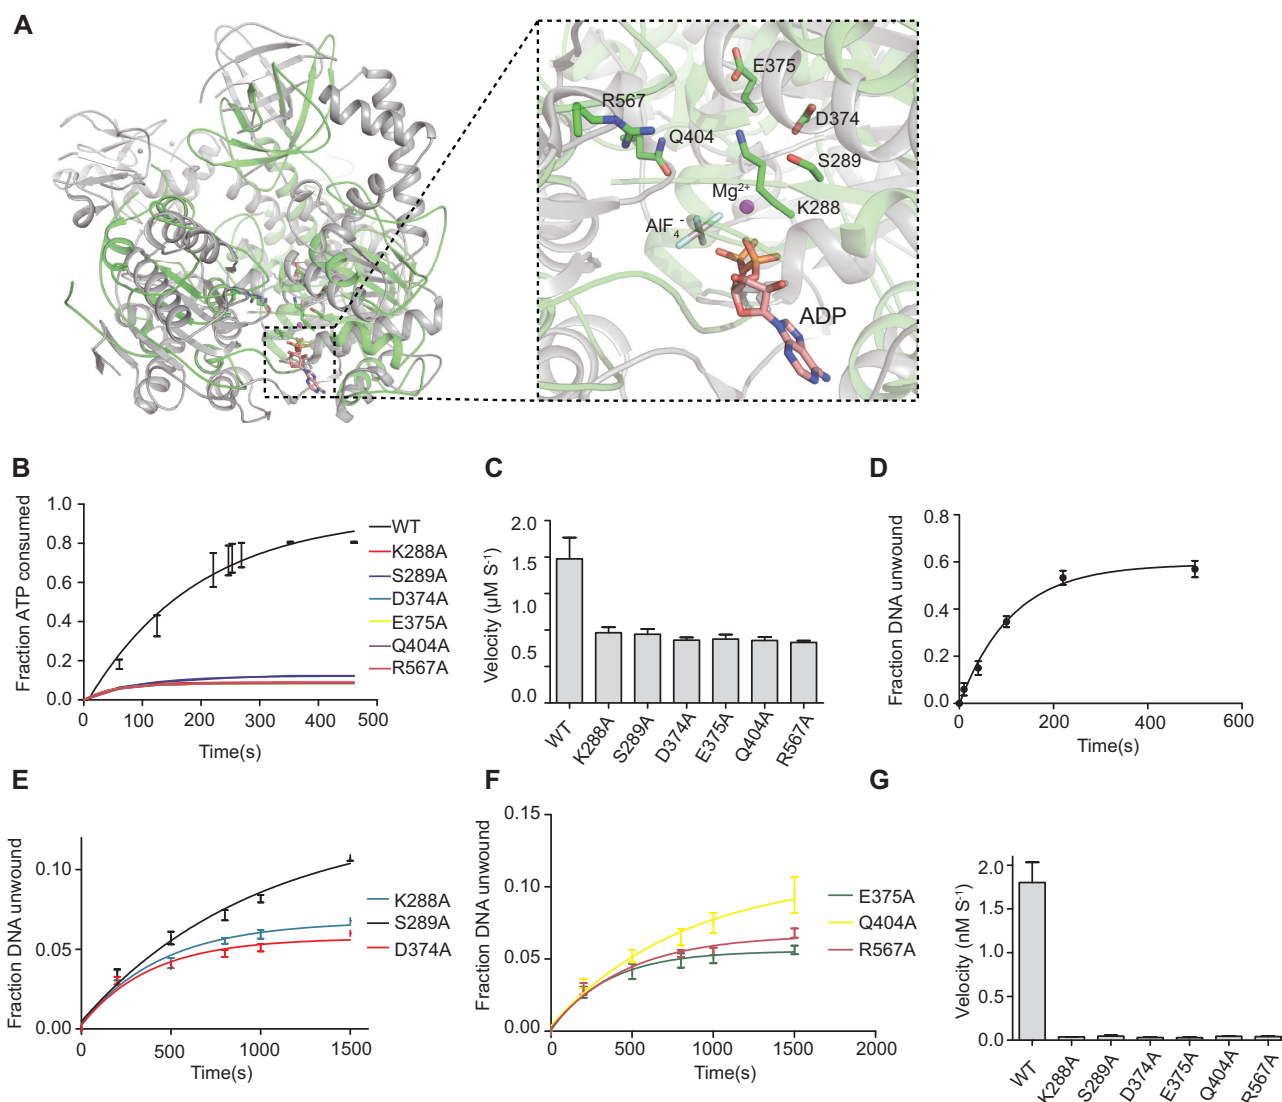 A
E375
R567
D374
Q404
S289
Mg2+
K288
AlF4-
ADP
B
Fraction ATP consumed
1.0
0.8
0.6
0.4
0.2
0.0
0 100 200 300 400 500
Time(s)
WT
K288A
S289A
D374A
E375A
Q404A
R567A
C
Velocity (μM S-1)
2.0
1.5
1.0
0.5
0.0
WT K288A S289A D374A E375A Q404A R567A
D
Fraction DNA unwound
0.8
0.6
0.4
0.2
0.0
0 200 400 600
Time(s)
E
Fraction DNA unwound
0.10
0.05
0.00
0 500 1000 1500
Time(s)
K288A
S289A
D374A
F
Fraction DNA unwound
0.15
0.10
0.05
0.00
0 500 1000 1500 2000
Time(s)
E375A
Q404A
R567A
G
Velocity (nM S-1)
2.0
1.5
1.0
0.5
0.0
WT K288A S289A D374A E375A Q404A R567A